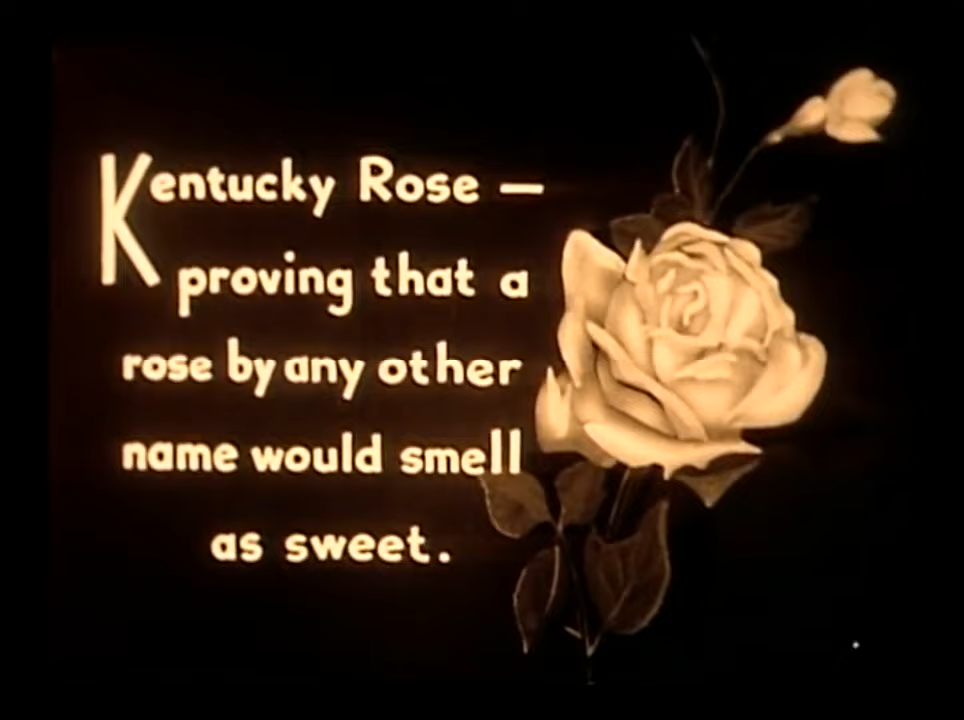 Kentucky Rose —
proving that a
rose by any other
name would smell
as sweet.